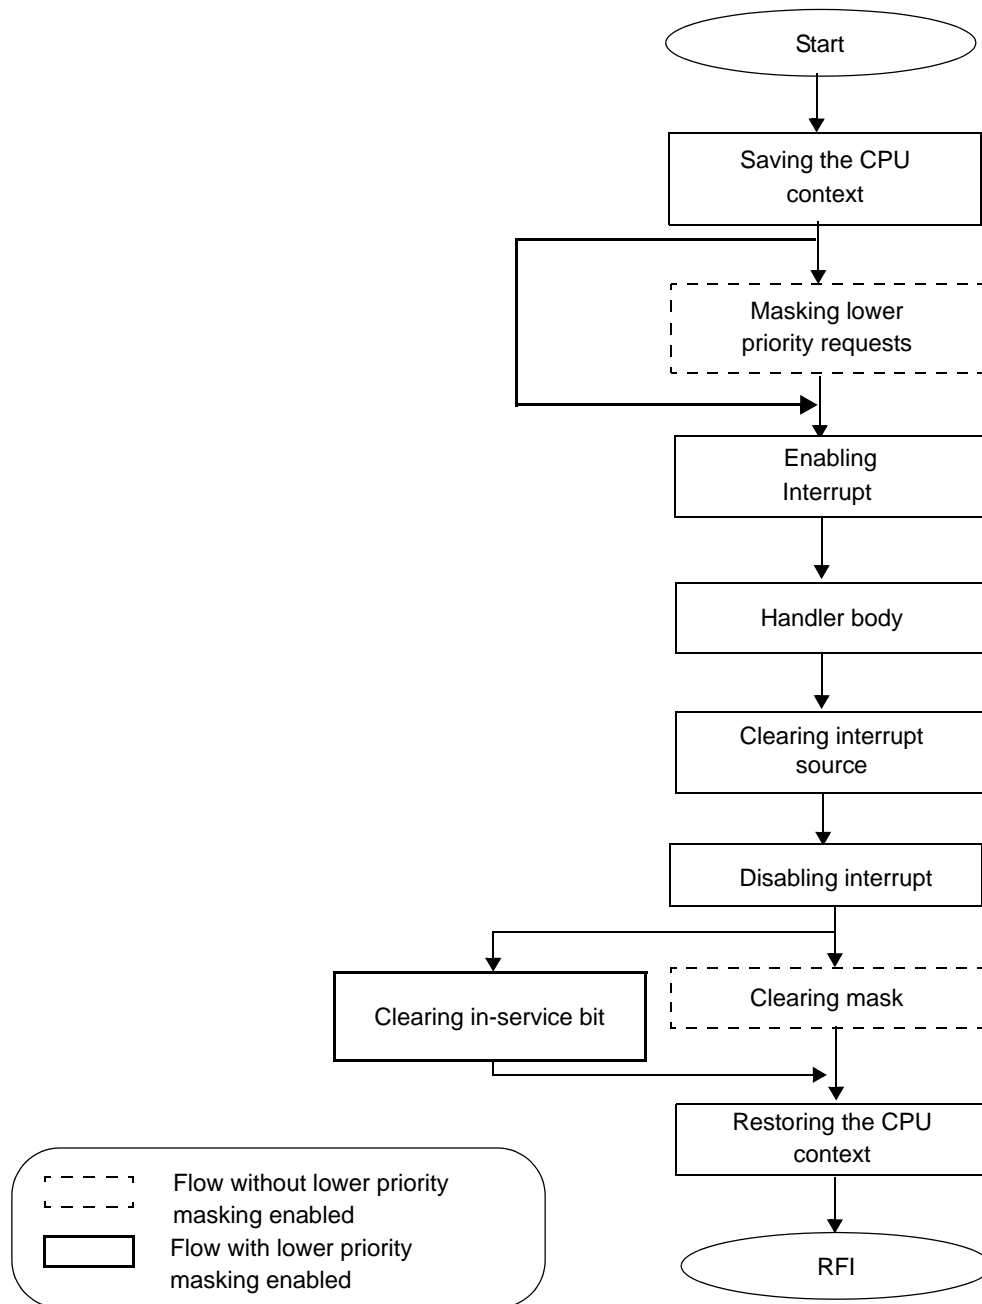 Start
Saving the CPU
context
Masking lower
priority requests
Enabling
Interrupt
Handler body
Clearing interrupt
source
Disabling interrupt
Clearing in-service bit
Clearing mask
Restoring the CPU
context
RFI
Flow without lower priority
masking enabled
Flow with lower priority
masking enabled